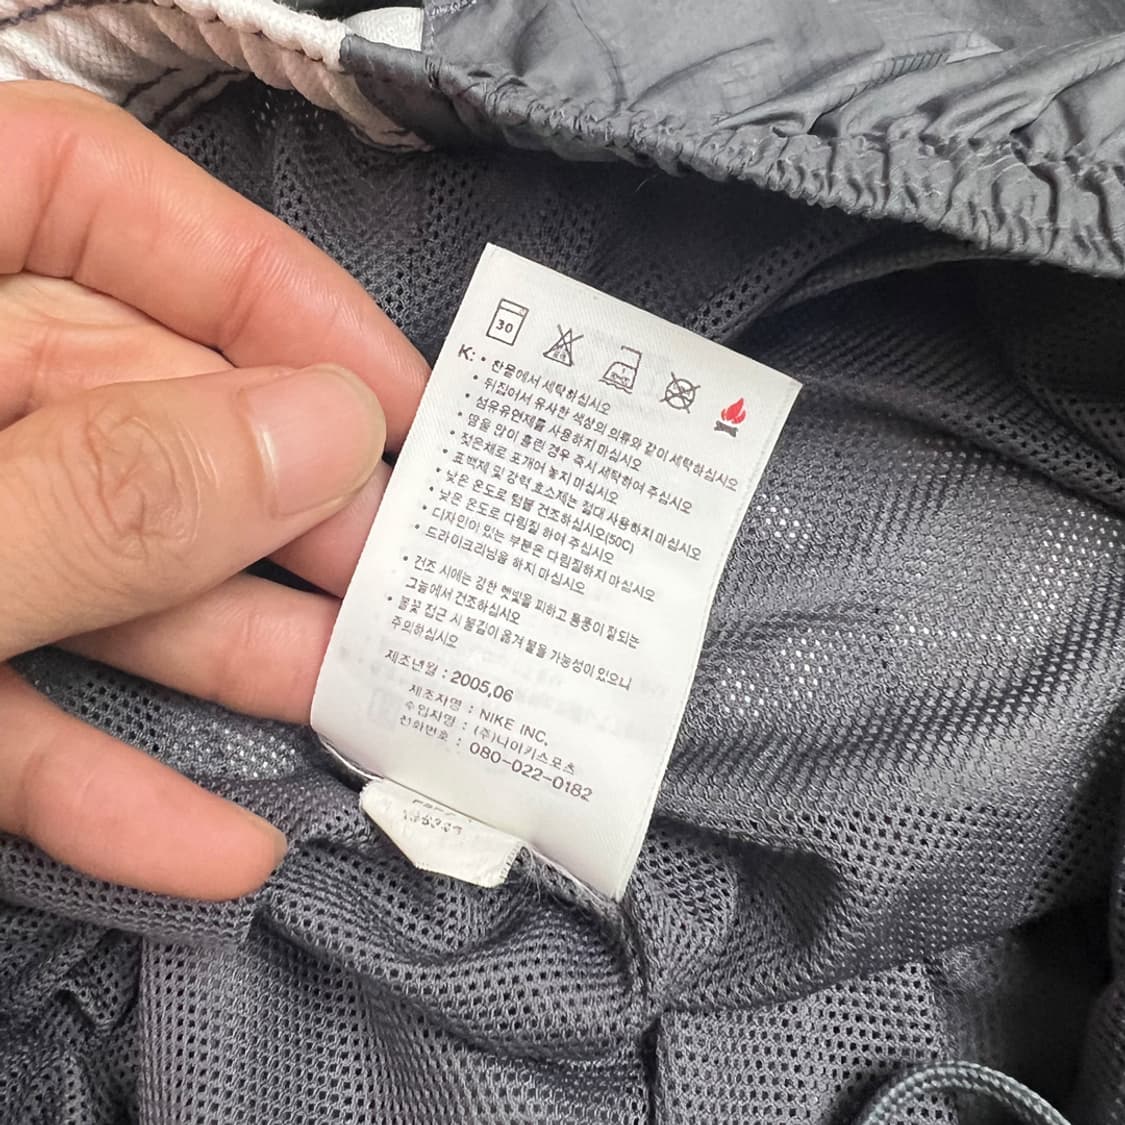 30
K: • 찬물에서 세탁하십시오
• 뒤집어서 유사한 색상의 의류와 같이 세탁하십시오
• 섬유유연제를 사용하지 마십시오
• 땀을 많이 흘린 경우 즉시 세탁하여 주십시오
• 젖은채로 포개어 놓지 마십시오
• 표백제 및 강력 효소제는 절대 사용하지 마십시오
• 낮은 온도로 텀블 건조하십시오(50C)
• 낮은 온도로 다림질 하여 주십시오
• 디자인이 있는 부분은 다림질하지 마십시오
• 드라이크리닝을 하지 마십시오
• 건조 시에는 강한 햇빛을 피하고 통풍이 잘되는
그늘에서 건조하십시오
• 불꽃 접근 시 불길이 옮겨 붙을 가능성이 있으니
주의하십시오
제조년월 : 2005,06
제조자명 : NIKE INC,
수입자명 : (주)나이키스포츠
전화번호 : 080-022-0182